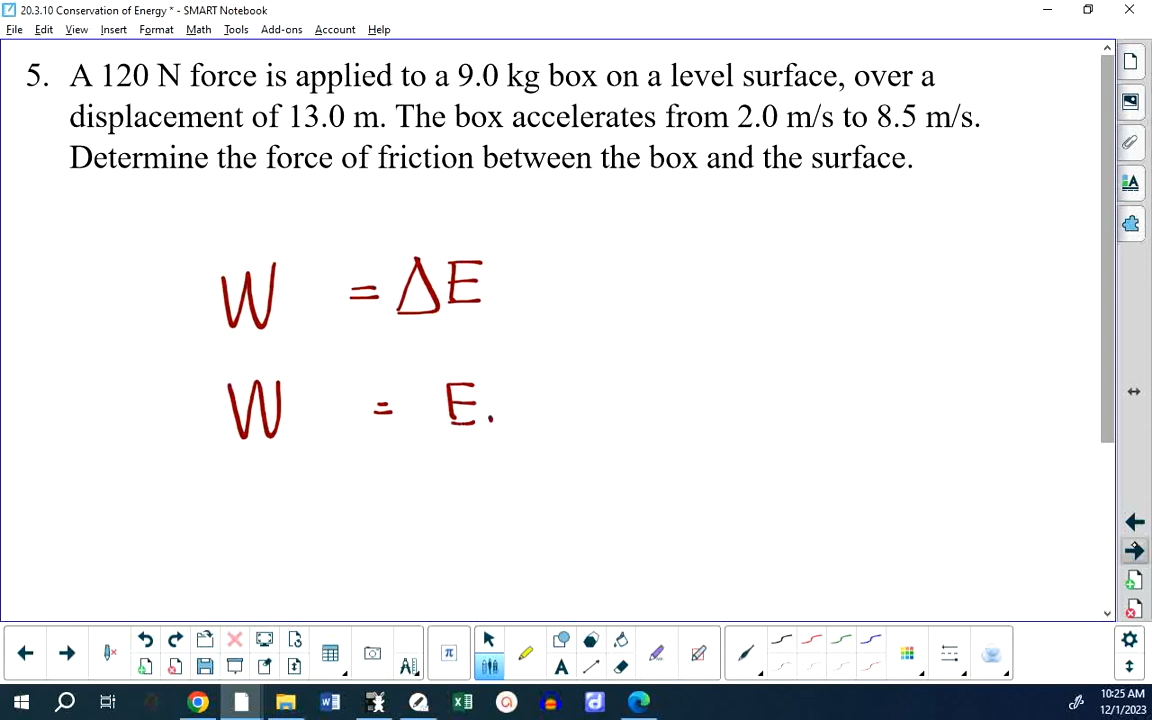 20.3.10 Conservation of Energy * - SMART Notebook
File Edit View Insert Format Math Tools Add-ons Account Help
5. A 120 N force is applied to a 9.0 kg box on a level surface, over a
displacement of 13.0 m. The box accelerates from 2.0 m/s to 8.5 m/s.
Determine the force of friction between the box and the surface.
W = ΔE
W = E.
10:25 AM
12/1/2023